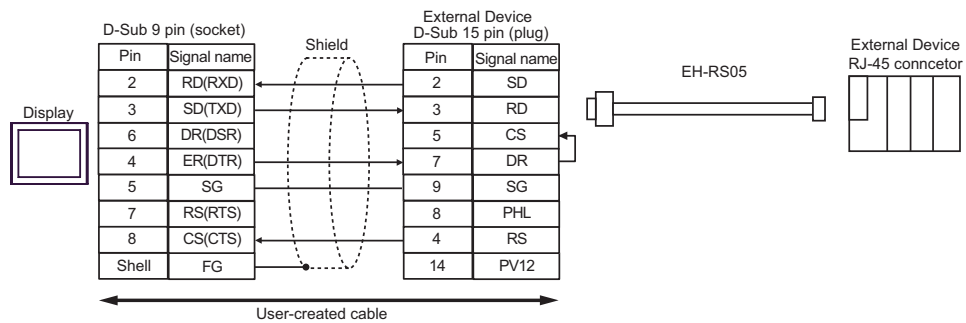 External Device
D-Sub 9 pin (socket)
D-Sub 15 pin (plug)
Shield
Pin Signal name
Pin Signal name
2 RD(RXD) 2 SD
3 SD(TXD) 3 RD
6 DR(DSR) 5 CS
4 ER(DTR) 7 DR
5 SG 9 SG
7 RS(RTS) 8 PHL
8 CS(CTS) 4 RS
Shell FG 14 PV12
Display
User-created cable
EH-RS05
External Device
RJ-45 conncetor